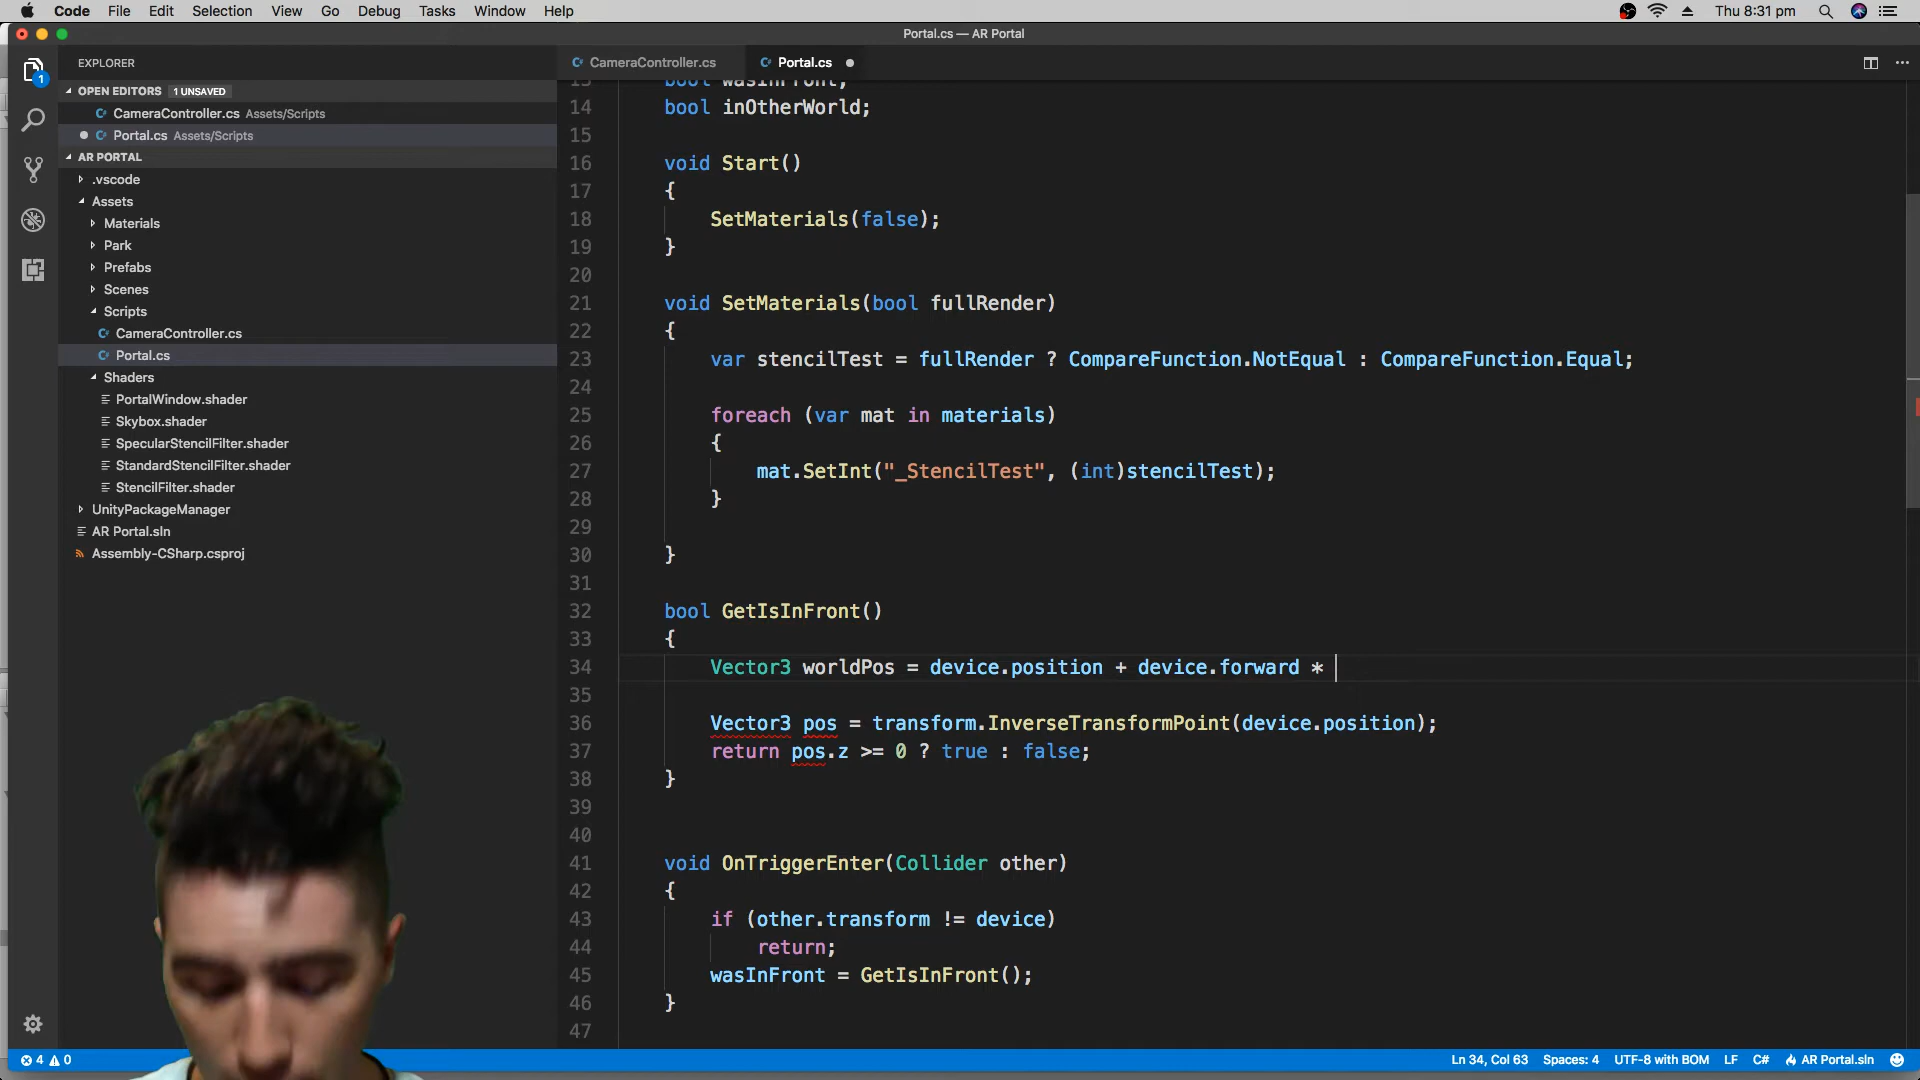 Code File Edit Selection View Go Debug Tasks Window Help Thu 8:31 pm
Portal.cs — AR Portal
EXPLORER
CameraController.cs Portal.cs
OPEN EDITORS 1 UNSAVED
CameraController.cs Assets/Scripts
Portal.cs Assets/Scripts
AR PORTAL
.vscode
Assets
Materials
Park
Prefabs
Scenes
Scripts
CameraController.cs
Portal.cs
Shaders
PortalWindow.shader
Skybox.shader
SpecularStencilFilter.shader
StandardStencilFilter.shader
StencilFilter.shader
UnityPackageManager
AR Portal.sln
Assembly-CSharp.csproj
1
13 bool wasInFront;
14 bool inOtherWorld;
15
16 void Start()
17 {
18 SetMaterials(false);
19 }
20
21 void SetMaterials(bool fullRender)
22 {
23 var stencilTest = fullRender ? CompareFunction.NotEqual : CompareFunction.Equal;
24
25 foreach (var mat in materials)
26 {
27 mat.SetInt("_StencilTest", (int)stencilTest);
28 }
29
30 }
31
32 bool GetIsInFront()
33 {
34 Vector3 worldPos = device.position + device.forward *
35
36 Vector3 pos = transform.InverseTransformPoint(device.position);
37 return pos.z >= 0 ? true : false;
38 }
39
40
41 void OnTriggerEnter(Collider other)
42 {
43 if (other.transform != device)
44 return;
45 wasInFront = GetIsInFront();
46 }
47
4 0 Ln 34, Col 63 Spaces: 4 UTF-8 with BOM LF C# AR Portal.sln